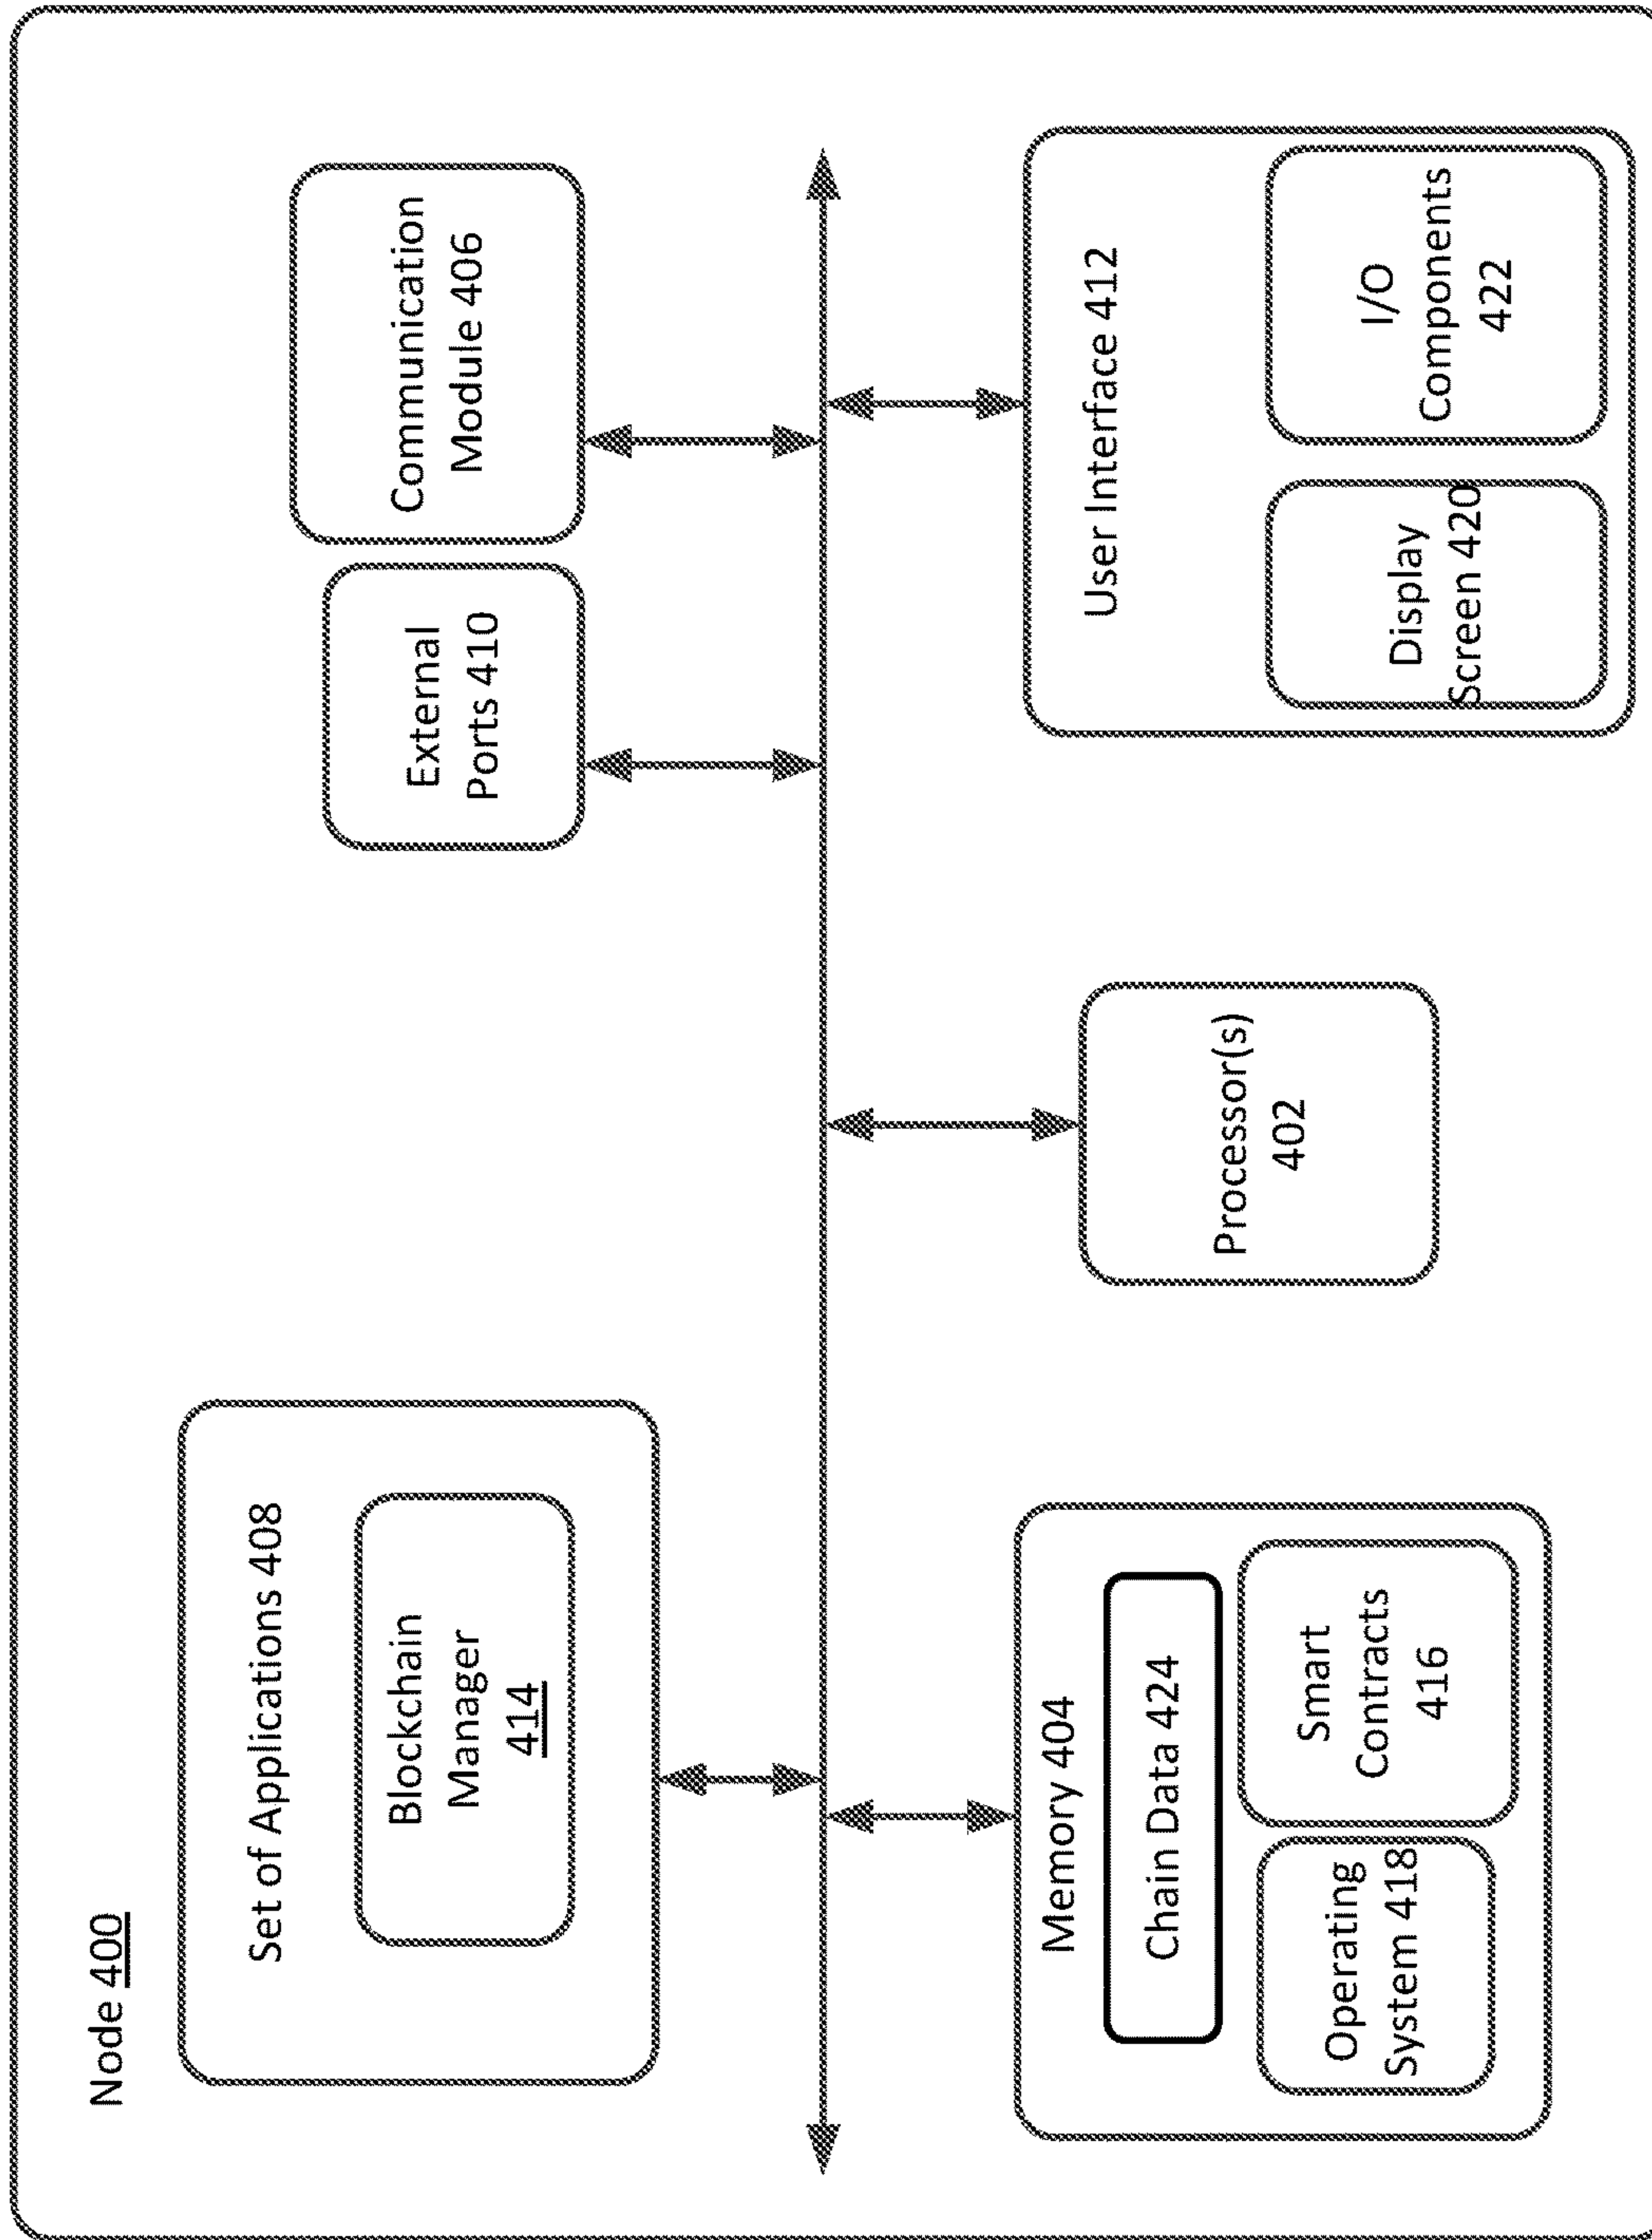 Node 400
Set of Applications 408
Blockchain
Manager
414
External
Ports 410
Communication
Module 406
Memory 404
Chain Data 424
Operating
System 418
Smart
Contracts
416
Processor(s)
402
User Interface 412
Display
Screen 420
I/O
Components
422